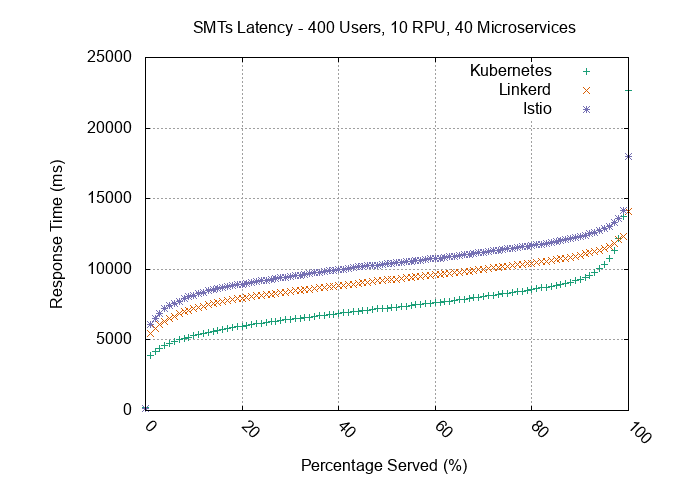 SMTs Latency - 400 Users, 10 RPU, 40 Microservices
25000
20000
15000
10000
5000
0
Response Time (ms)
Kubernetes
Linkerd
Istio
0
20
40
60
80
100
Percentage Served (%)